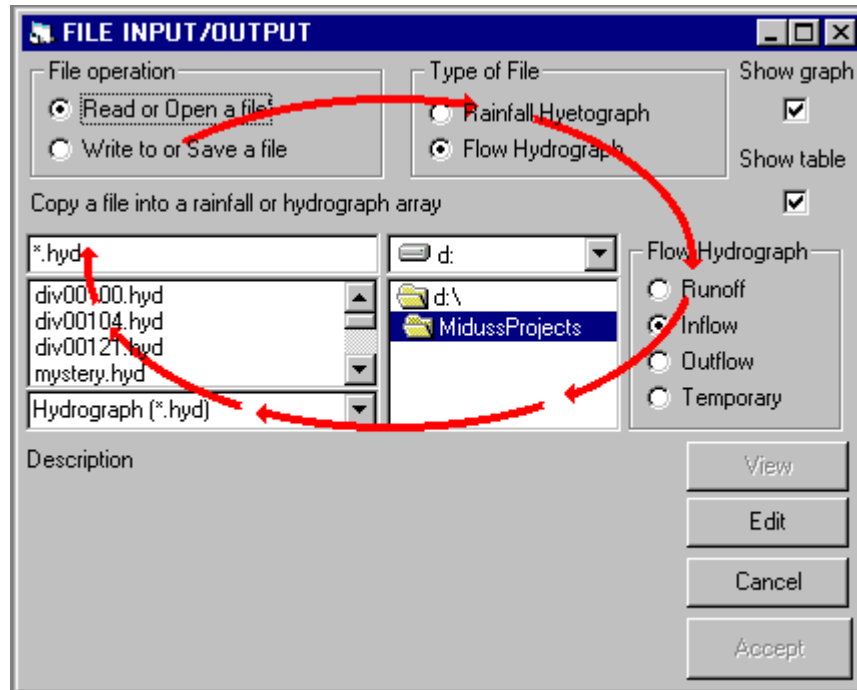 FILE INPUT/OUTPUT
File operation
Read or Open a file
Write to or Save a file
Type of File
Rainfall Hyetograph
Flow Hydrograph
Show graph
Show table
Copy a file into a rainfall or hydrograph array
*.hyd
div00100.hyd
div00104.hyd
div00121.hyd
mystery.hyd
Hydrograph (*.hyd)
d:
d:\
MidussProjects
Flow Hydrograph
Runoff
Inflow
Outflow
Temporary
Description
View
Edit
Cancel
Accept